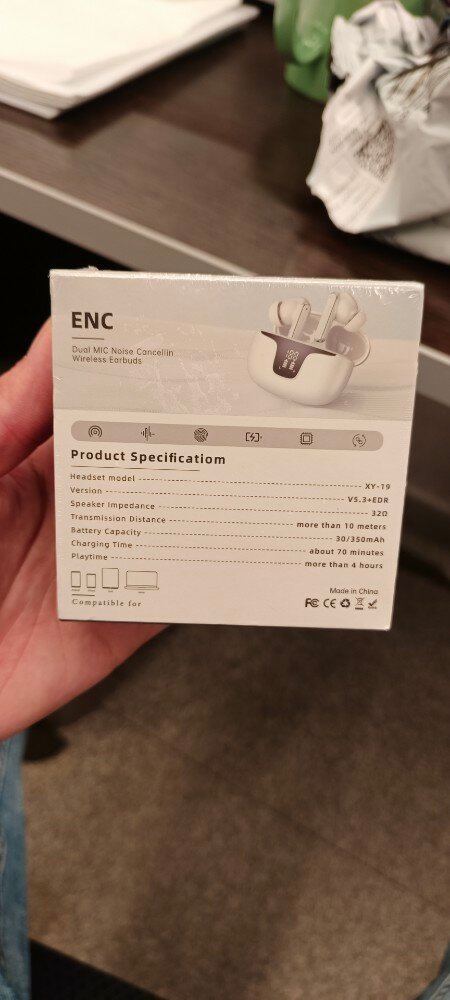 ENC
Dual MIC Noise Cancellin
Wireless Earbuds
Product Specificatiom
Headset model XY-19
Version V5.3+EDR
Speaker Impedance 32Ω
Transmission Distance more than 10 meters
Battery Capacity 30/350mAh
Charging Time about 70 minutes
Playtime more than 4 hours
Made in China
Compatible for
FC CE